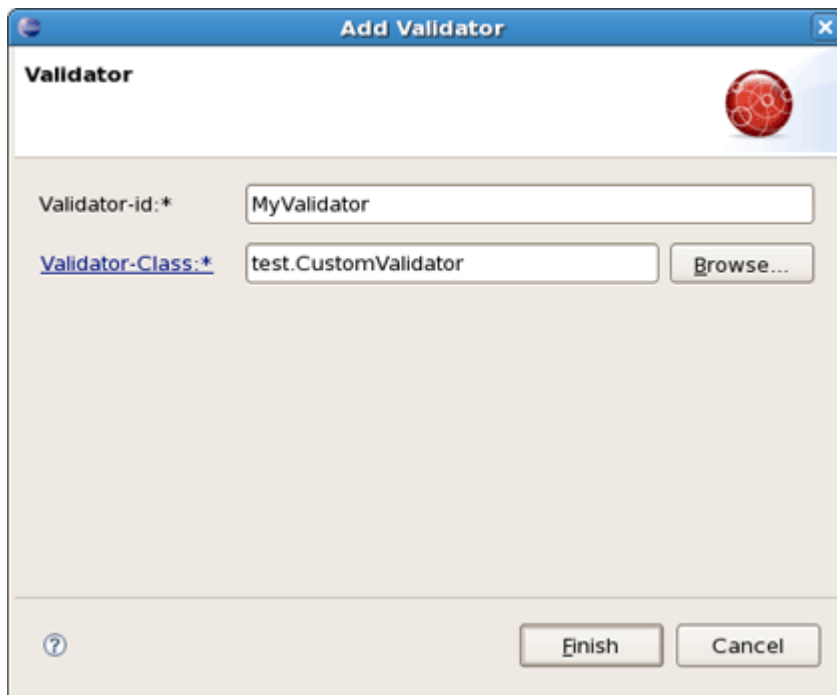 Add Validator
Validator
Validator-id:* MyValidator
Validator-Class:* test.CustomValidator Browse...
? Finish Cancel